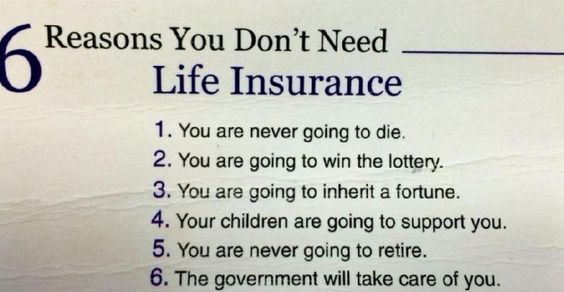 6 Reasons You Don't Need
Life Insurance
1. You are never going to die.
2. You are going to win the lottery.
3. You are going to inherit a fortune.
4. Your children are going to support you.
5. You are never going to retire.
6. The government will take care of you.